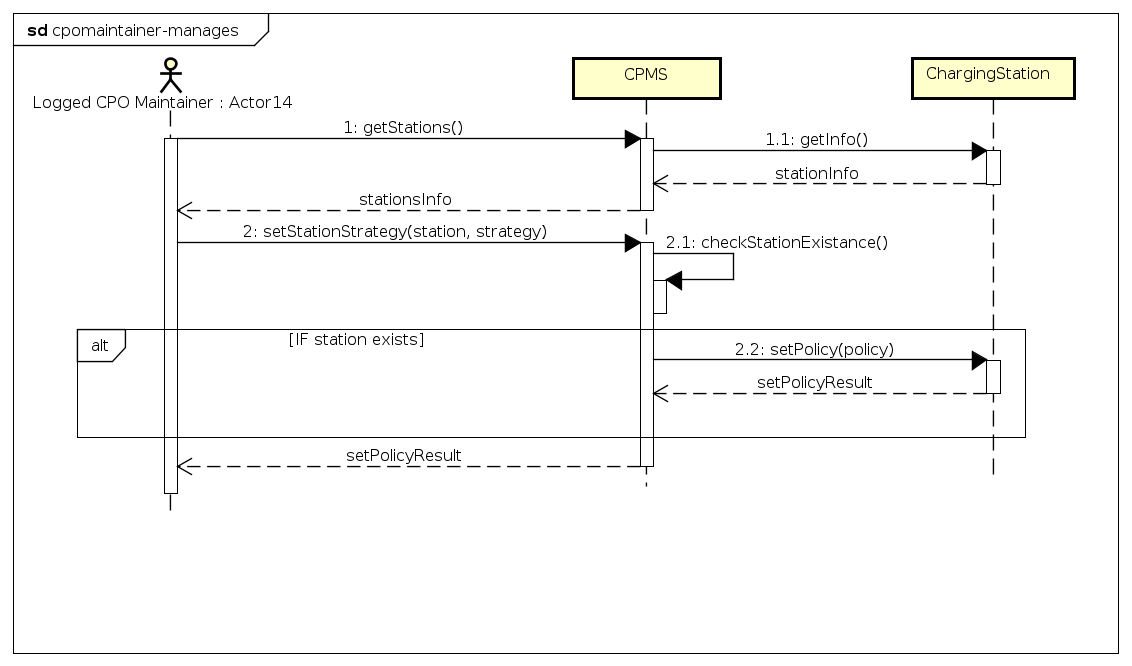 sd cpomaintainer-manages
Logged CPO Maintainer : Actor14
CPMS
ChargingStation
1: getStations()
1.1: getInfo()
stationInfo
stationsInfo
2: setStationStrategy(station, strategy)
2.1: checkStationExistance()
alt
[IF station exists]
2.2: setPolicy(policy)
setPolicyResult
setPolicyResult